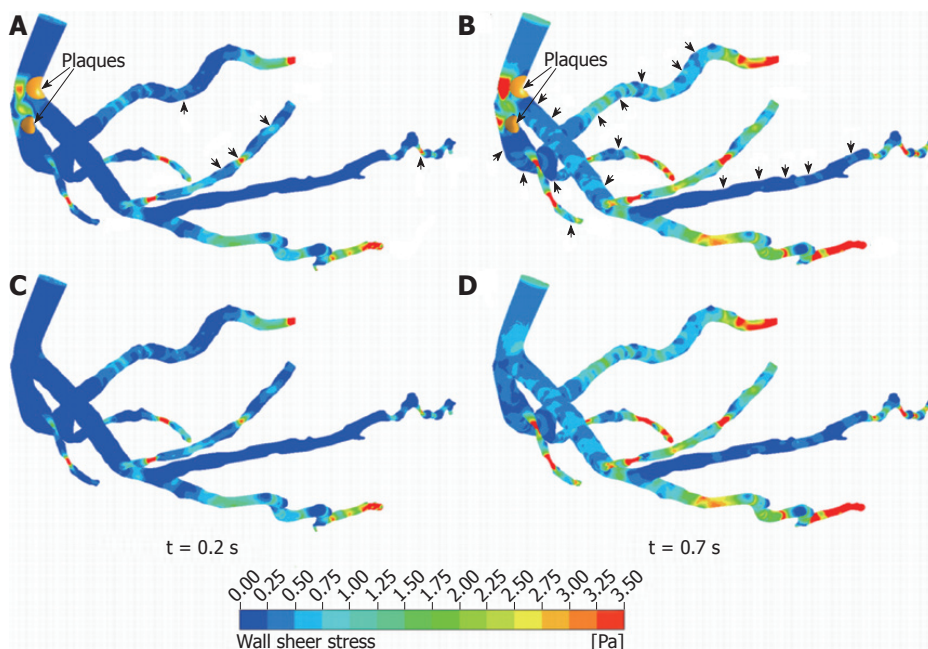 A
B
Plaques
Plaques
C
D
t = 0.2 s
t = 0.7 s
0.00 0.25 0.50 0.75 1.00 1.25 1.50 1.75 2.00 2.25 2.50 2.75 3.00 3.25 3.50
Wall sheer stress [Pa]